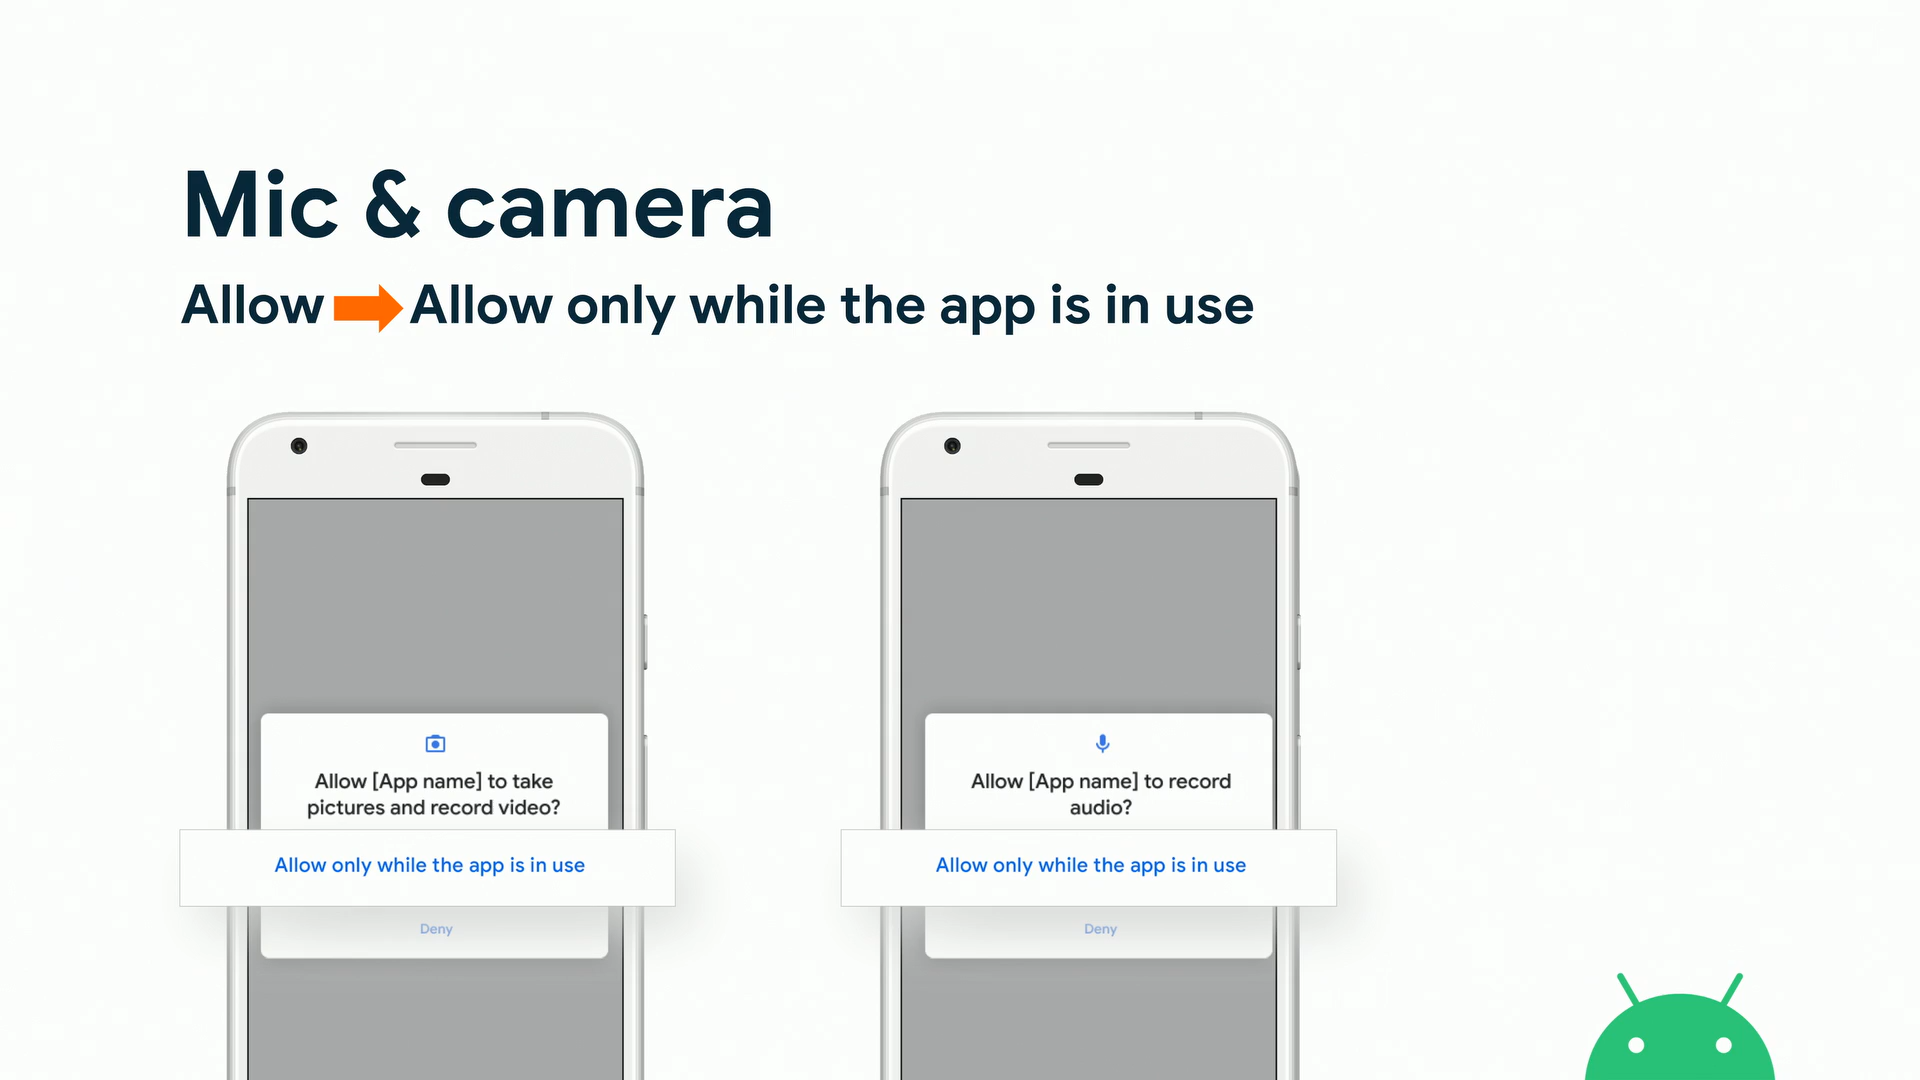 Mic & camera
Allow Allow only while the app is in use
Allow [App name] to take
pictures and record video?
Allow only while the app is in use
Deny
Allow [App name] to record
audio?
Allow only while the app is in use
Deny